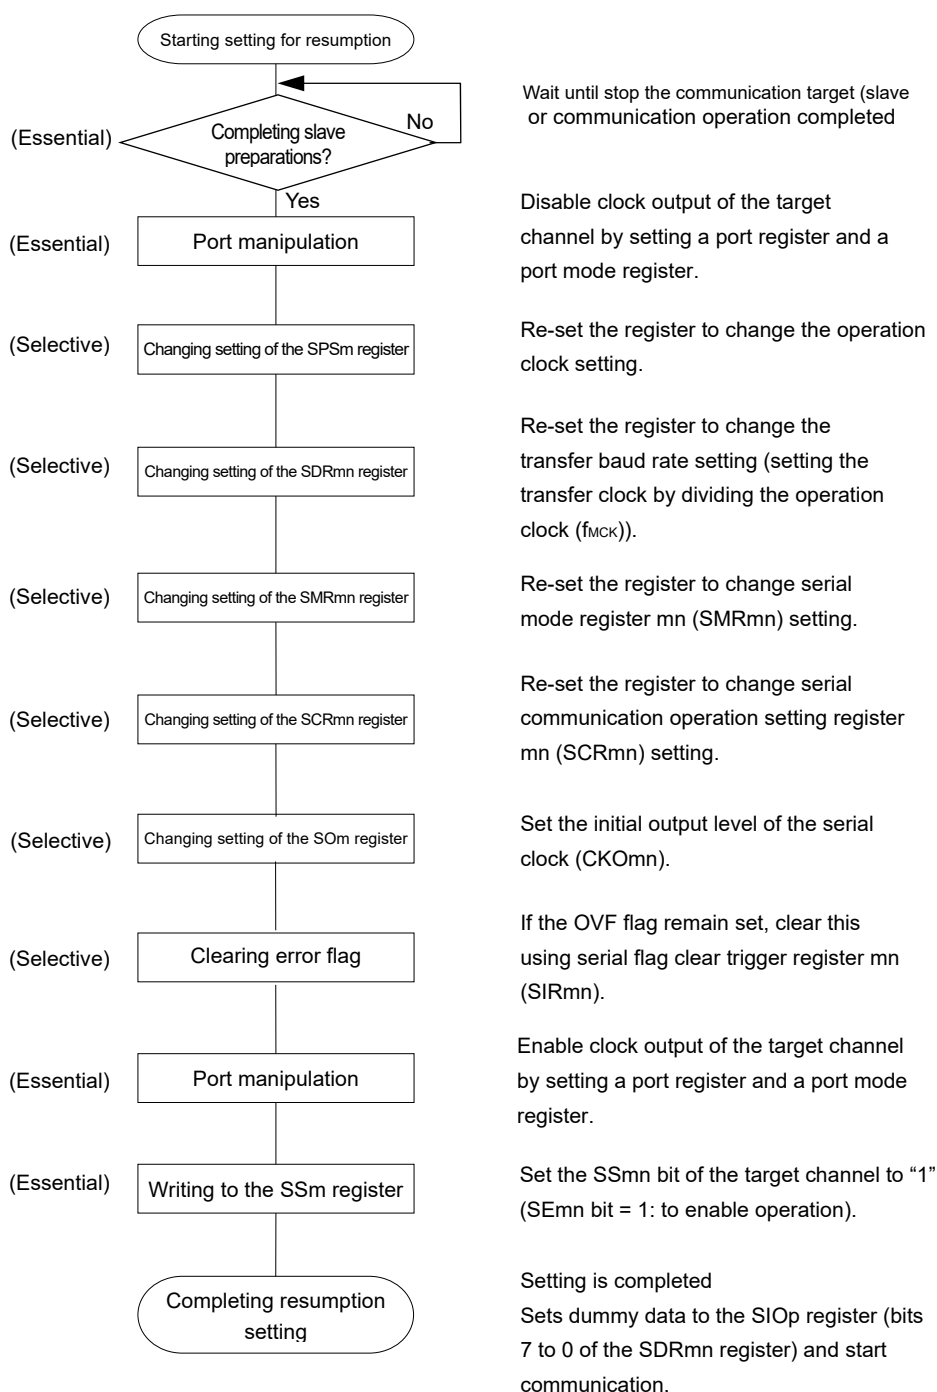 Starting setting for resumption
(Essential)
Completing slave
preparations?
No
Wait until stop the communication target (slave
or communication operation completed
Yes
(Essential)
Port manipulation
Disable clock output of the target
channel by setting a port register and a
port mode register.
(Selective)
Changing setting of the SPSm register
Re-set the register to change the operation
clock setting.
(Selective)
Changing setting of the SDRmn register
Re-set the register to change the
transfer baud rate setting (setting the
transfer clock by dividing the operation
clock (fMCK)).
(Selective)
Changing setting of the SMRmn register
Re-set the register to change serial
mode register mn (SMRmn) setting.
(Selective)
Changing setting of the SCRmn register
Re-set the register to change serial
communication operation setting register
mn (SCRmn) setting.
(Selective)
Changing setting of the SOm register
Set the initial output level of the serial
clock (CKOmn).
(Selective)
Clearing error flag
If the OVF flag remain set, clear this
using serial flag clear trigger register mn
(SIRmn).
(Essential)
Port manipulation
Enable clock output of the target channel
by setting a port register and a port mode
register.
(Essential)
Writing to the SSm register
Set the SSmn bit of the target channel to “1”
(SEmn bit = 1: to enable operation).
Completing resumption
setting
Setting is completed
Sets dummy data to the SIOp register (bits
7 to 0 of the SDRmn register) and start
communication.